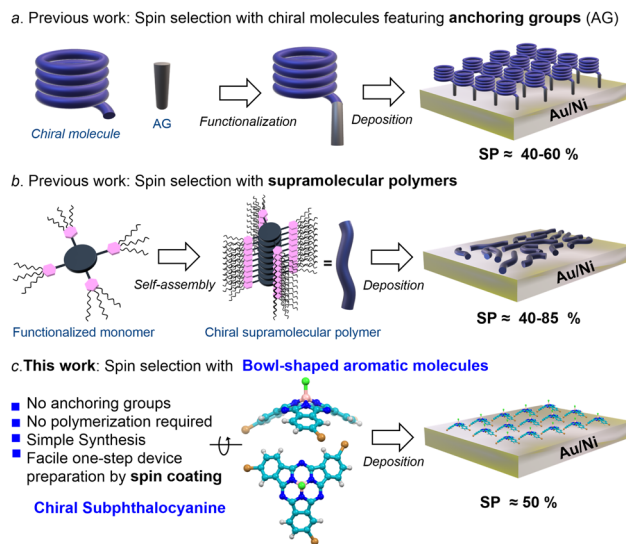 a. Previous work: Spin selection with chiral molecules featuring anchoring groups (AG)
Chiral molecule
AG
Functionalization
Deposition
Au/Ni
SP ≈ 40-60 %
b. Previous work: Spin selection with supramolecular polymers
Self-assembly
=
Deposition
Au/Ni
Functionalized monomer
Chiral supramolecular polymer
SP ≈ 40-85 %
c.This work: Spin selection with Bowl-shaped aromatic molecules
No anchoring groups
No polymerization required
Simple Synthesis
Facile one-step device
preparation by spin coating
Chiral Subphthalocyanine
Deposition
Au/Ni
SP ≈ 50 %